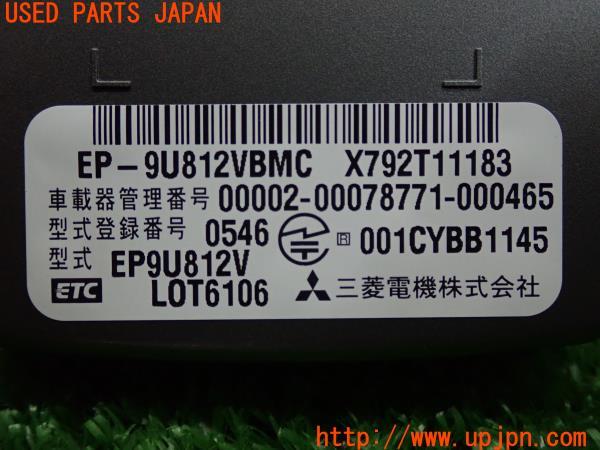 USED PARTS JAPAN
EP-9U812VBMC X792T11183
車載器管理番号 00002-00078771-000465
型式登録番号 0546 R 001CYBB1145
型式 EP9U812V
ETC LOT6106 三菱電機株式会社
UPJ
http://www.upjpn.com/